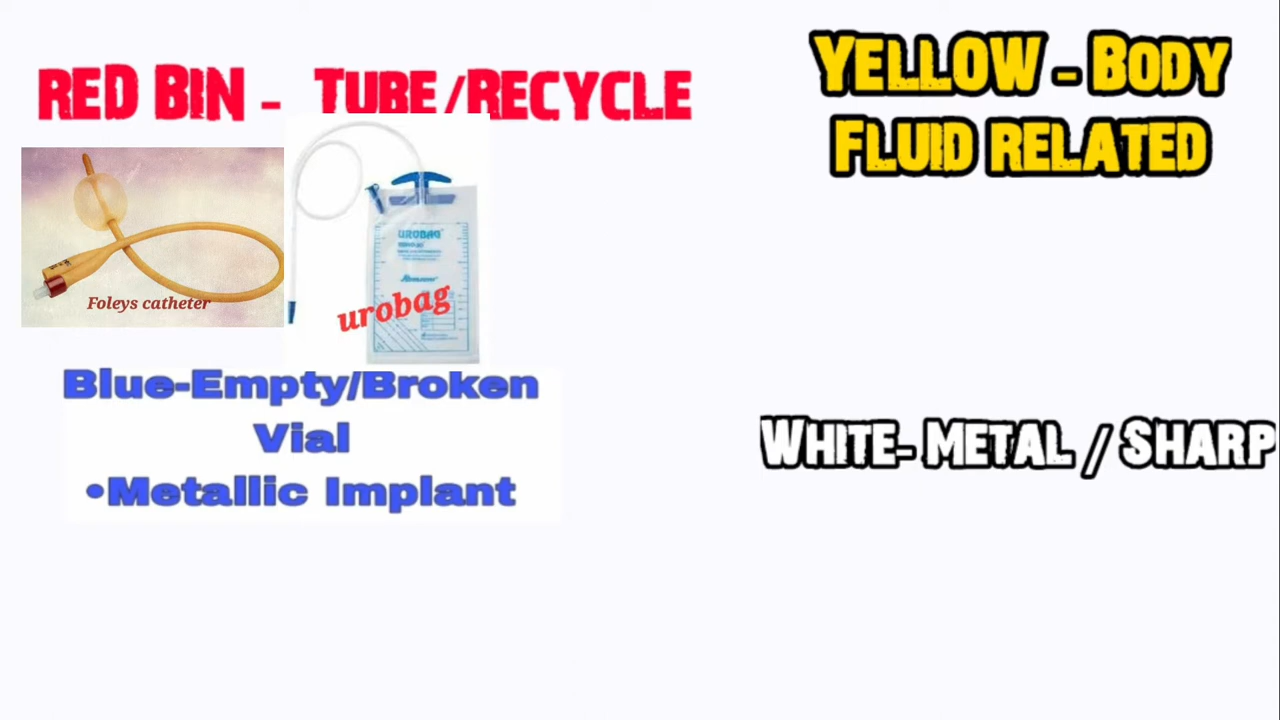 RED BIN - TUBE/RECYCLE
YELLOW - BODY
FLUID RELATED
Foleys catheter
UROBAG
urobag
Blue-Empty/Broken
Vial
•Metallic Implant
WHITE- METAL / SHARP